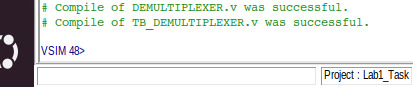 # Compile of DEMULTIPLEXER.v was successful.
# Compile of TB_DEMULTIPLEXER.v was successful.
VSIM 48>
Project : Lab1_Task